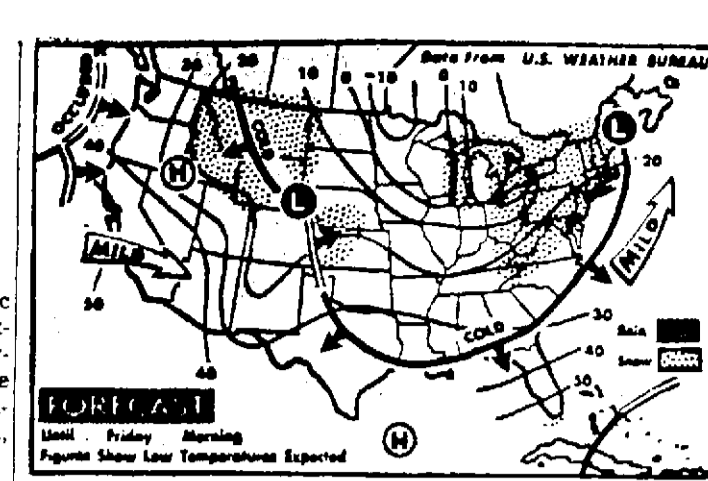 Data From U.S. WEATHER BUREAU
OCCLUDED
30
20
10
0
-10
0
10
COLD
40
H
L
L
20
MILD
MILD
50
COLD
30
40
50
40
Rain
Snow
FORECAST
Until Friday Morning
Figures Show Low Temperatures Expected
H
c
e